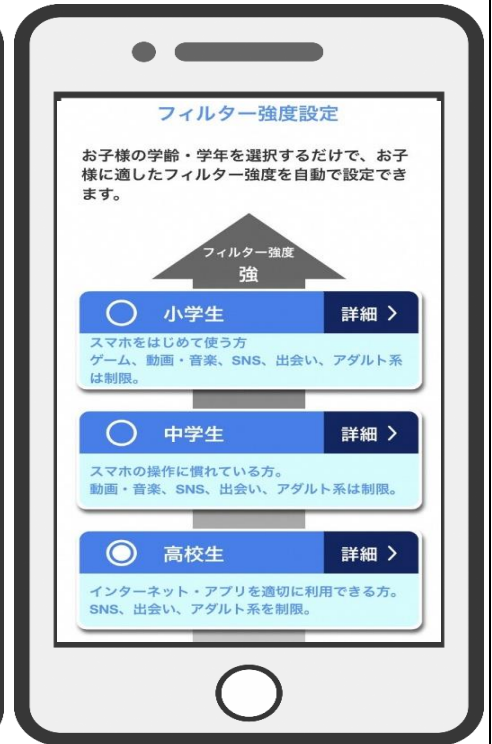 フィルター強度設定
お子様の学齢・学年を選択するだけで、お子
様に適したフィルター強度を自動で設定でき
ます。
フィルター強度
強
小学生 詳細 >
スマホをはじめて使う方
ゲーム、動画・音楽、SNS、出会い、アダルト系
は制限。
中学生 詳細 >
スマホの操作に慣れている方。
動画・音楽、SNS、出会い、アダルト系は制限。
高校生 詳細 >
インターネット・アプリを適切に利用できる方。
SNS、出会い、アダルト系を制限。